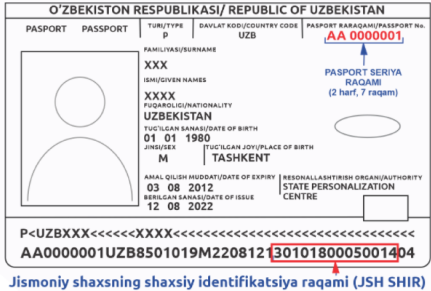 O'ZBEKISTON RESPUBLIKASI/ REPUBLIC OF UZBEKISTAN
PASPORT PASSPORT
TURI/TYPE DAVLAT KODI/COUNTRY CODE PASPORT RARAQAMI/PASSPORT No.
P UZB AA 0000001
FAMILIYASI/SURNAME
XXX
PASPORT SERIYA
RAQAMI
(2 harf, 7 raqam)
ISMI/GIVEN NAMES
XXXX
FUQAROLIGI/NATIONALITY
UZBEKISTAN
TUG'ILGAN SANASI/DATE OF BIRTH
01 01 1980
JINSI/SEX TUG'ILGAN JOYI/PLACE OF BIRTH
M TASHKENT
AMAL QILISH MUDDATI/DATE OF EXPIRY RESONALLASHTIRISH ORGANI/AUTHORITY
03 08 2012 STATE PERSONALIZATION
BERILGAN SANASI/DATE OF ISSUE CENTRE
12 08 2022
P<UZBXXX<<<<<<XXXX<<<<<<<<<<<<<<<<<<<<<<<<<<<<
AA0000001UZB8501019M22081213010180005001404
Jismoniy shaxsning shaxsiy identifikatsiya raqami (JSH SHIR)